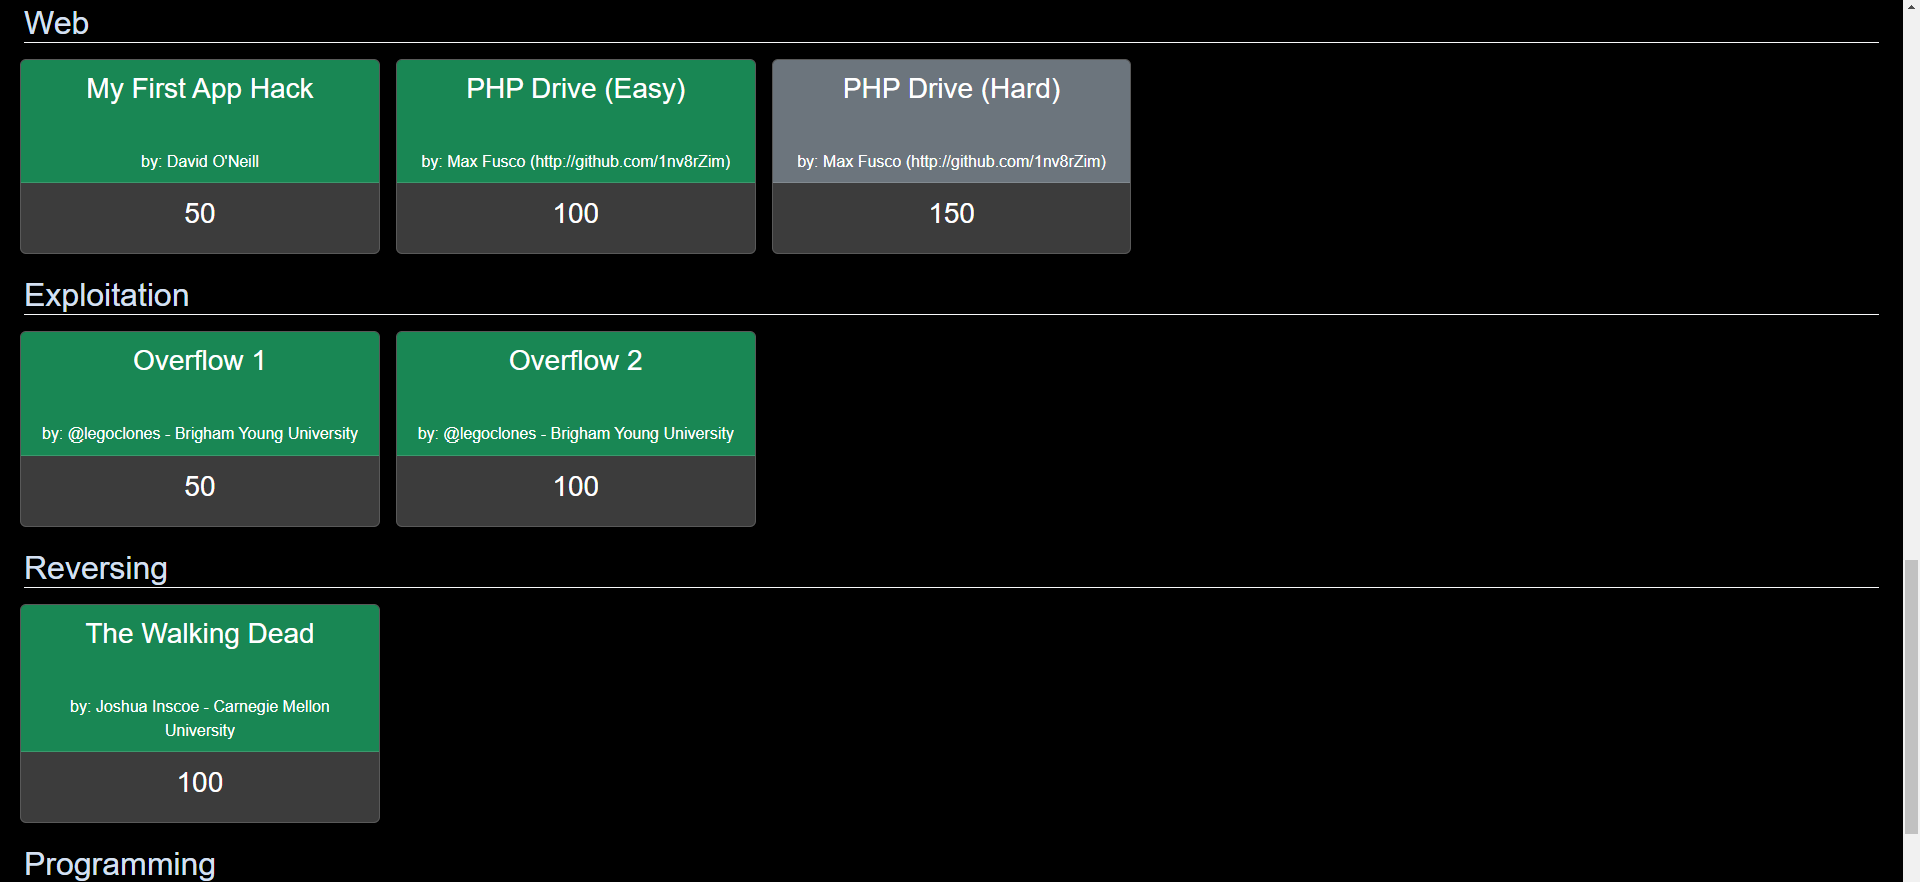 Web
My First App Hack
by: David O'Neill
50
PHP Drive (Easy)
by: Max Fusco (http://github.com/1nv8rZim)
100
PHP Drive (Hard)
by: Max Fusco (http://github.com/1nv8rZim)
150
Exploitation
Overflow 1
by: @legoclones - Brigham Young University
50
Overflow 2
by: @legoclones - Brigham Young University
100
Reversing
The Walking Dead
by: Joshua Inscoe - Carnegie Mellon
University
100
Programming